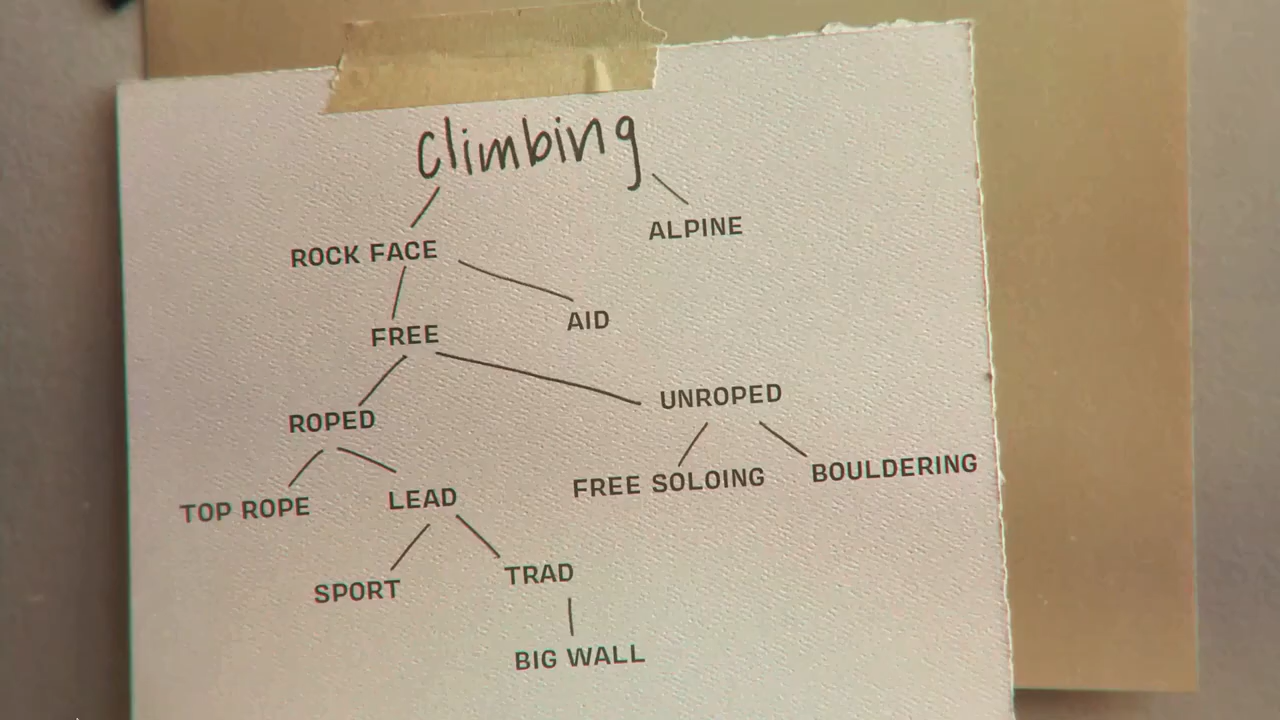 climbing
ALPINE
ROCK FACE
AID
FREE
UNROPED
ROPED
FREE SOLOING
BOULDERING
TOP ROPE
LEAD
SPORT
TRAD
BIG WALL